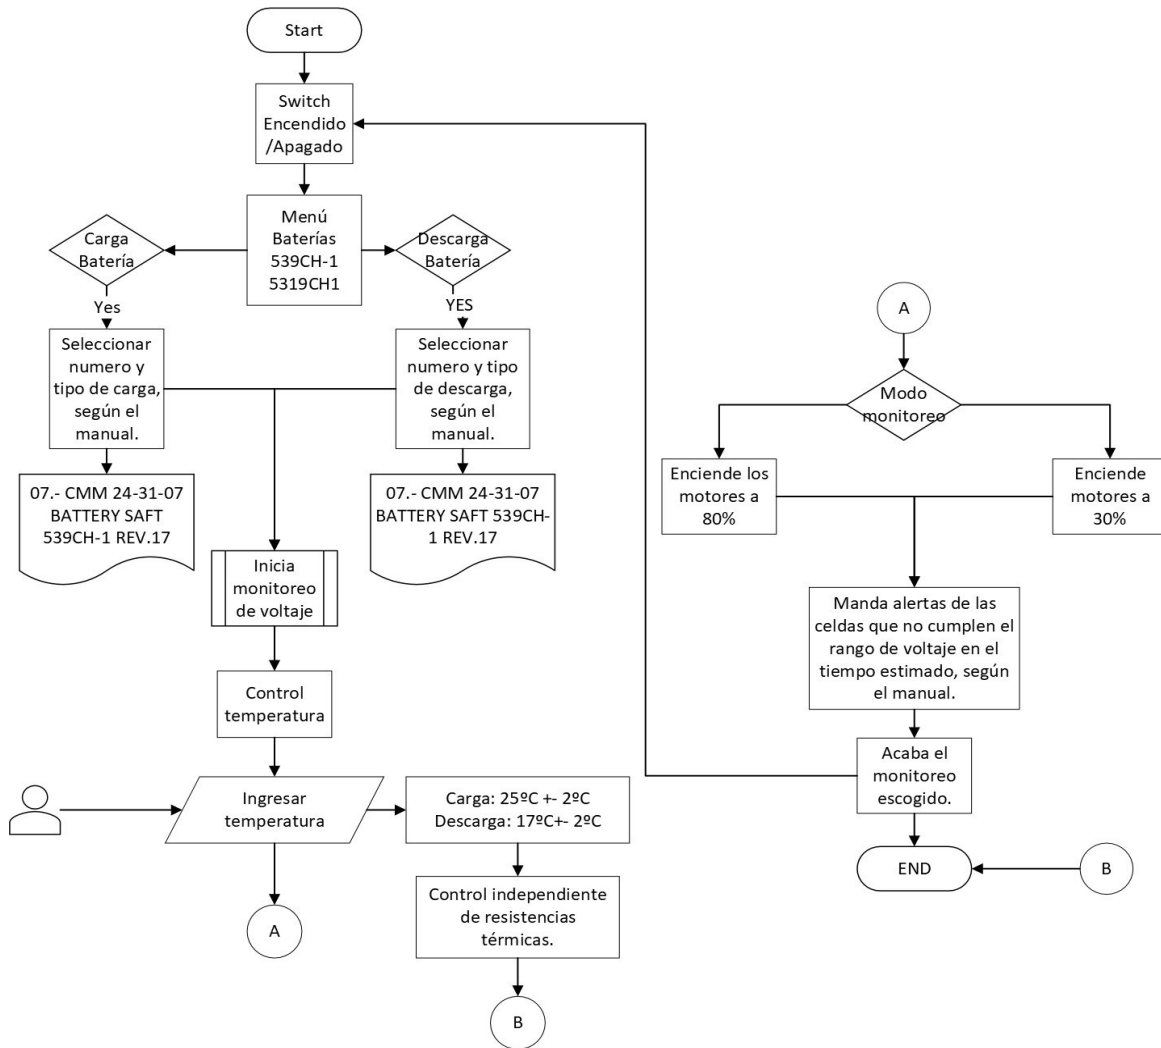 Start
Switch
Encendido
/Apagado
Menú
Baterías
539CH-1
5319CH1
Carga
Batería
Descarga
Batería
Yes
YES
Seleccionar
numero y
tipo de carga,
según el
manual.
Seleccionar
numero y tipo
de descarga,
según el
manual.
07.- CMM 24-31-07
BATTERY SAFT
539CH-1 REV.17
07.- CMM 24-31-07
BATTERY SAFT 539CH-
1 REV.17
Inicia
monitoreo
de voltaje
Control
temperatura
Ingresar
temperatura
Carga: 25ºC +- 2ºC
Descarga: 17ºC+- 2ºC
Control independiente
de resistencias
térmicas.
A
B
A
Modo
monitoreo
Enciende los
motores a
80%
Enciende
motores a
30%
Manda alertas de las
celdas que no cumplen el
rango de voltaje en el
tiempo estimado, según
el manual.
Acaba el
monitoreo
escogido.
END
B